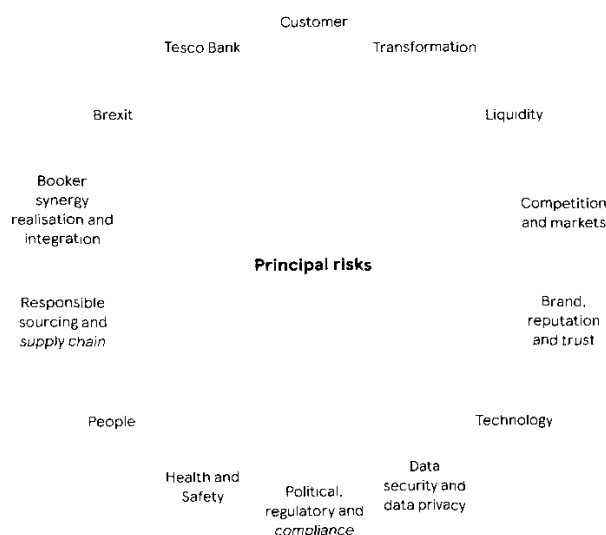 Customer
Tesco Bank
Transformation
Brexit
Liquidity
Booker
synergy
realisation and
integration
Competition
and markets
Principal risks
Responsible
sourcing and
supply chain
Brand,
reputation
and trust
People
Technology
Health and
Safety
Political,
regulatory and
compliance
Data
security and
data privacy